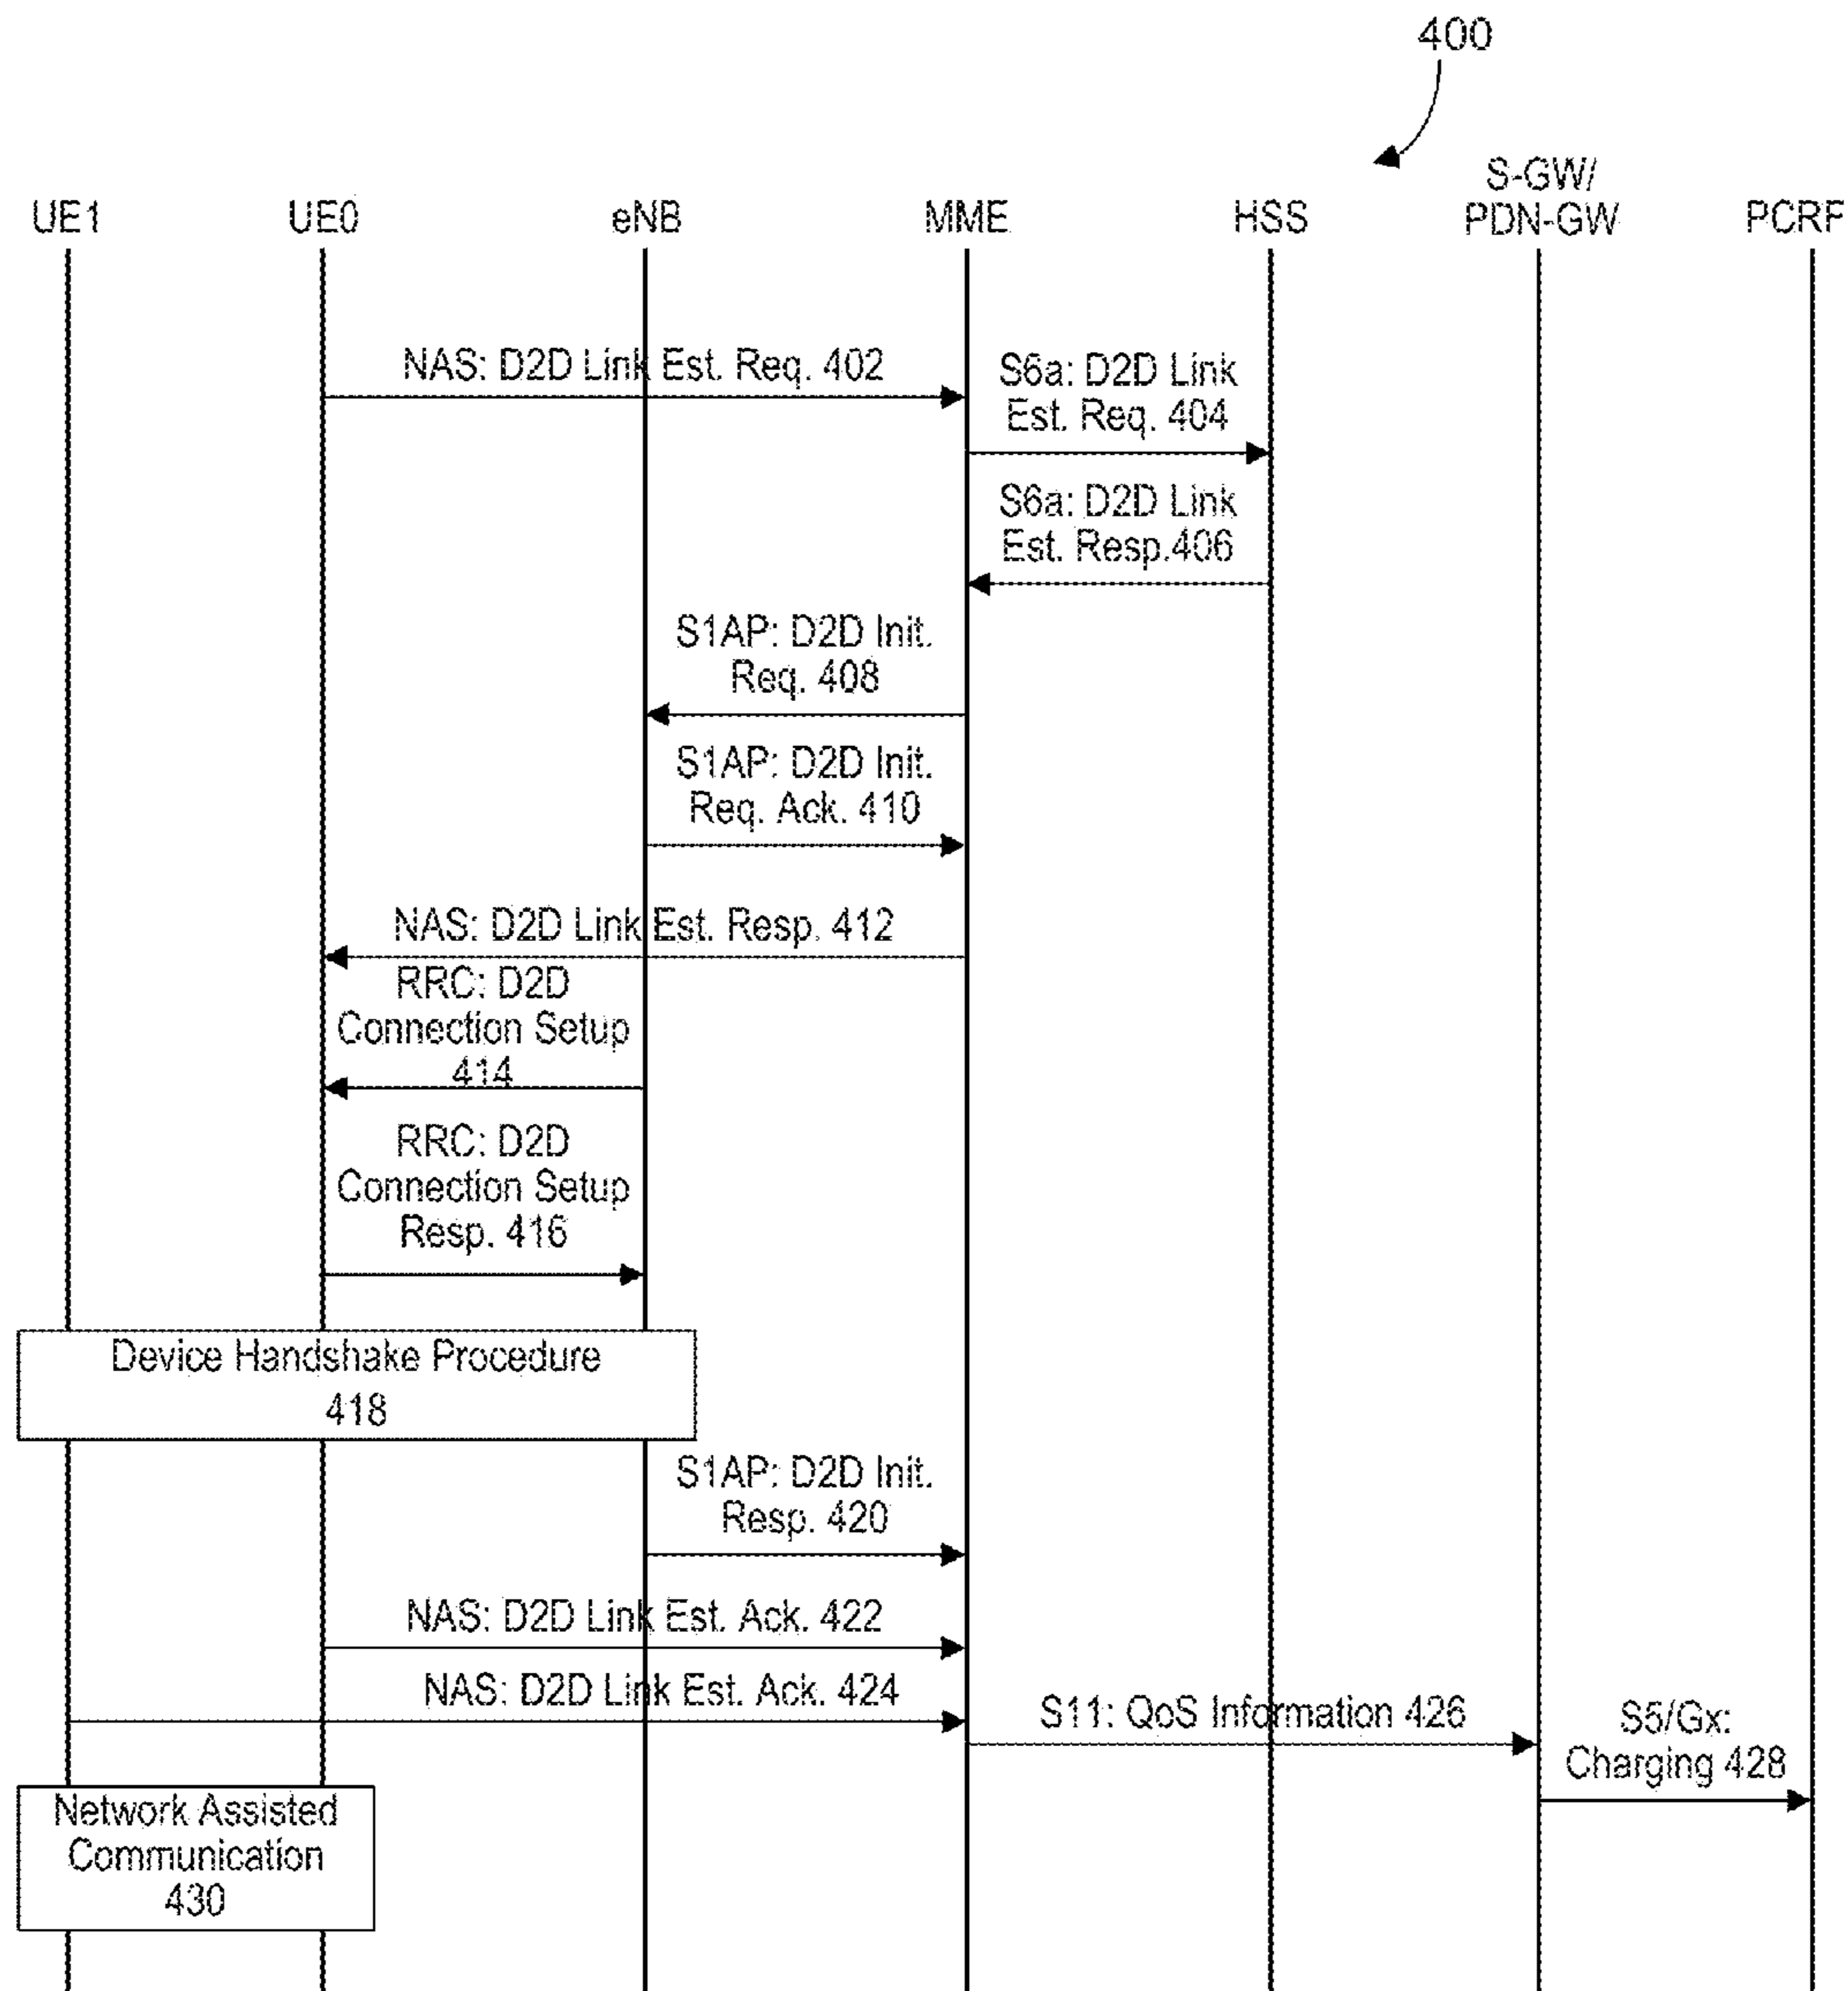 400
UE1
UE0
eNB
MME
HSS
S-GW/
PDN-GW
PCRF
NAS: D2D Link Est. Req. 402
S6a: D2D Link
Est. Req. 404
S6a: D2D Link
Est. Resp.406
S1AP: D2D Init.
Req. 408
S1AP: D2D Init.
Req. Ack. 410
NAS: D2D Link Est. Resp. 412
RRC: D2D
Connection Setup
414
RRC: D2D
Connection Setup
Resp. 416
Device Handshake Procedure
418
S1AP: D2D Init.
Resp. 420
NAS: D2D Link Est. Ack. 422
NAS: D2D Link Est. Ack. 424
S11: QoS Information 426
S5/Gx:
Charging 428
Network Assisted
Communication
430